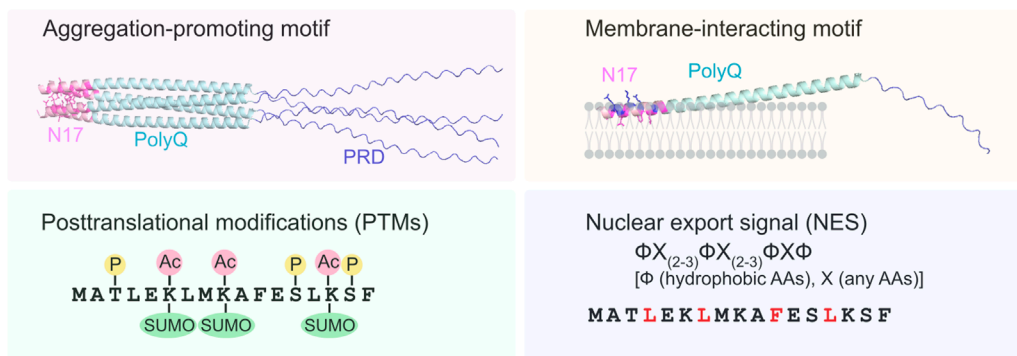 Aggregation-promoting motif
N17
PolyQ
PRD
Membrane-interacting motif
N17
PolyQ
Posttranslational modifications (PTMs)
P Ac Ac P Ac P
MATLEKLMKAFESLKSF
SUMO SUMO SUMO
Nuclear export signal (NES)
ΦX(2-3)ΦX(2-3)ΦXΦ
[Φ (hydrophobic AAs), X (any AAs)]
MATLEKLMKAFESLKSF